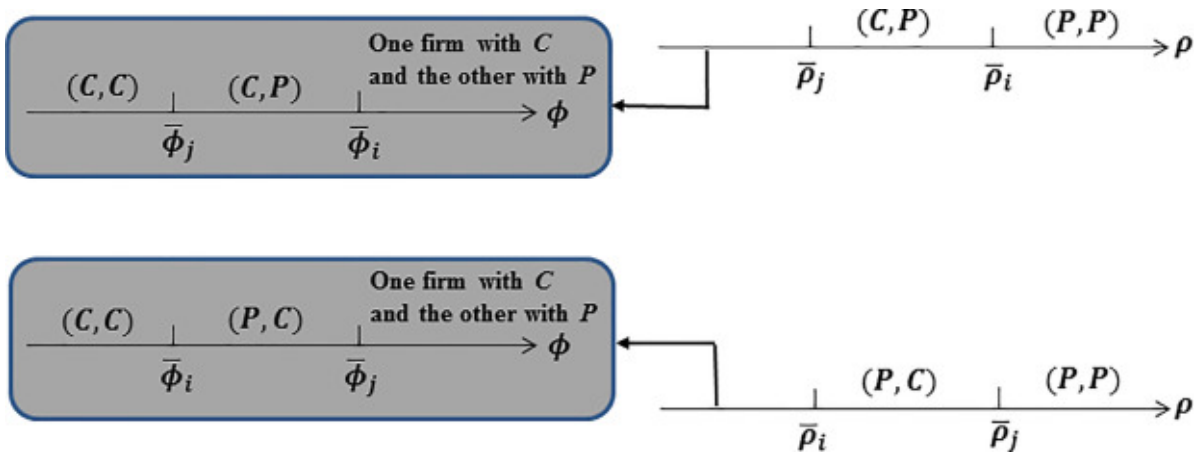 One firm with C
and the other with P
(C, C) (C, P)
ϕ
ϕ̅ⱼ ϕ̅ᵢ
(C, P) (P, P)
ρ
ρ̅ⱼ ρ̅ᵢ
One firm with C
and the other with P
(C, C) (P, C)
ϕ
ϕ̅ᵢ ϕ̅ⱼ
(P, C) (P, P)
ρ
ρ̅ᵢ ρ̅ⱼ